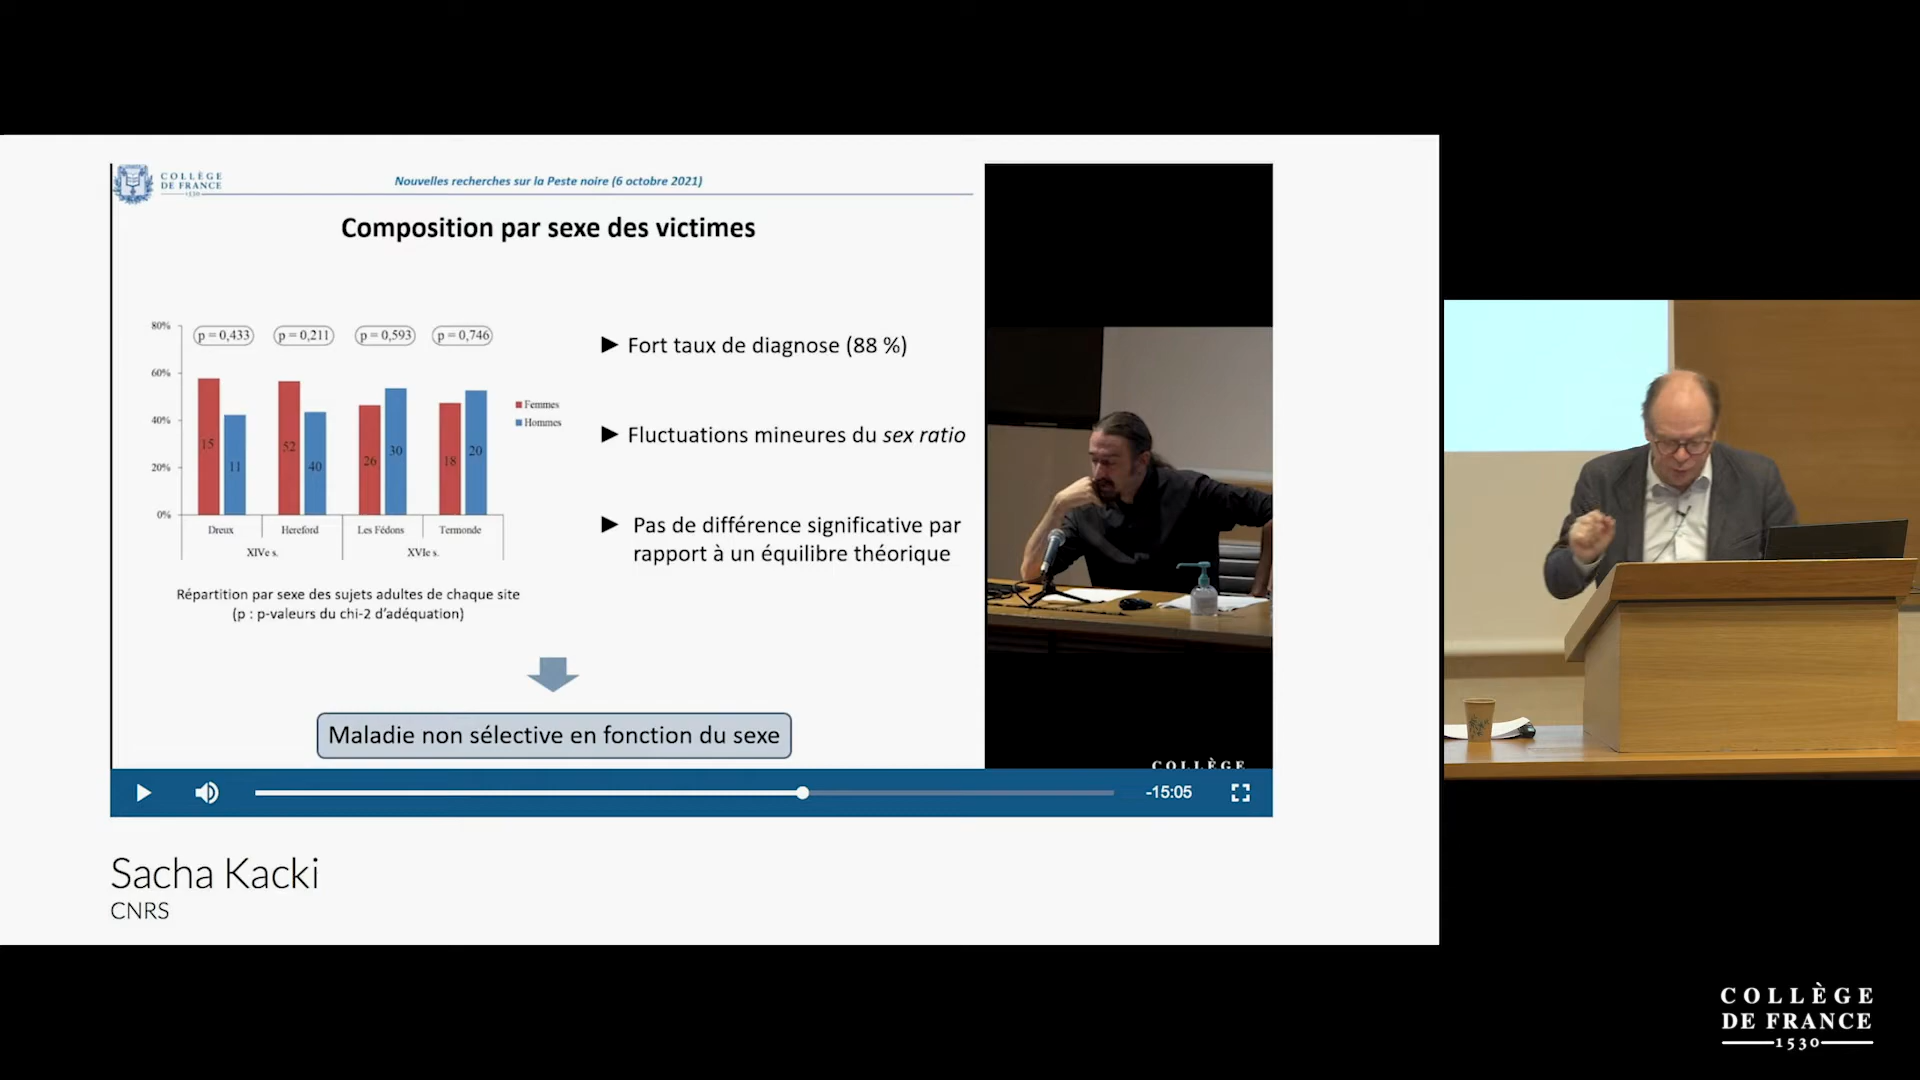 COLLÈGE
DE FRANCE
1530
Nouvelles recherches sur la Peste noire (6 octobre 2021)
Composition par sexe des victimes
80%
60%
40%
20%
0%
p = 0,433
p = 0,211
p = 0,593
p = 0,746
15
11
52
40
26
30
18
20
Femmes
Hommes
Dreux
Hereford
Les Fédons
Termonde
XIVe s.
XVIe s.
Répartition par sexe des sujets adultes de chaque site
(p : p-valeurs du chi-2 d'adéquation)
► Fort taux de diagnose (88 %)
► Fluctuations mineures du sex ratio
► Pas de différence significative par
rapport à un équilibre théorique
Maladie non sélective en fonction du sexe
COLLÈGE
-15:05
Sacha Kacki
CNRS
COLLÈGE
DE FRANCE
1530